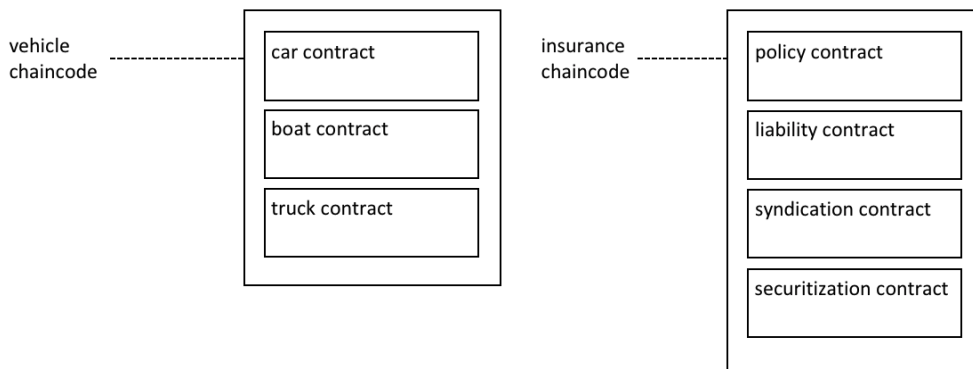 vehicle
chaincode
car contract
boat contract
truck contract
insurance
chaincode
policy contract
liability contract
syndication contract
securitization contract